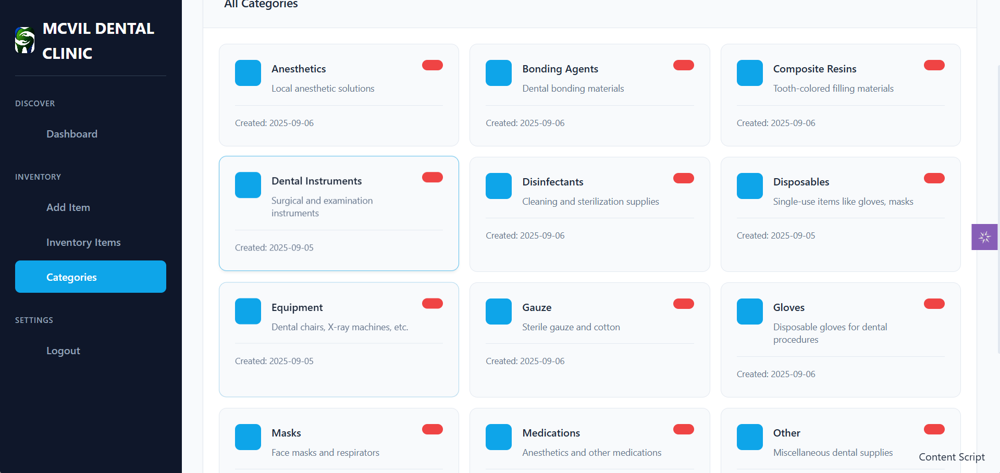 MCVIL DENTAL
CLINIC
DISCOVER
Dashboard
INVENTORY
Add Item
Inventory Items
Categories
SETTINGS
Logout
All Categories
Anesthetics
Local anesthetic solutions
Created: 2025-09-06
Bonding Agents
Dental bonding materials
Created: 2025-09-06
Composite Resins
Tooth-colored filling materials
Created: 2025-09-06
Dental Instruments
Surgical and examination
instruments
Created: 2025-09-05
Disinfectants
Cleaning and sterilization supplies
Created: 2025-09-06
Disposables
Single-use items like gloves, masks
Created: 2025-09-05
Equipment
Dental chairs, X-ray machines, etc.
Created: 2025-09-05
Gauze
Sterile gauze and cotton
Created: 2025-09-06
Gloves
Disposable gloves for dental
procedures
Created: 2025-09-06
Masks
Face masks and respirators
Medications
Anesthetics and other medications
Other
Miscellaneous dental supplies
Content Script